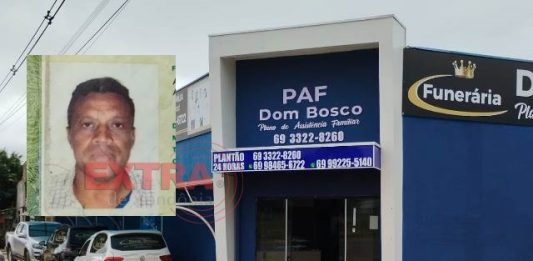 PAF
Dom Bosco
Plano de Assistência Familiar
69 3322-8260
PLANTÃO 69 3322-8260
24 HORAS 69 98405-6722 69 99225-5140
Funerária
EXTRA